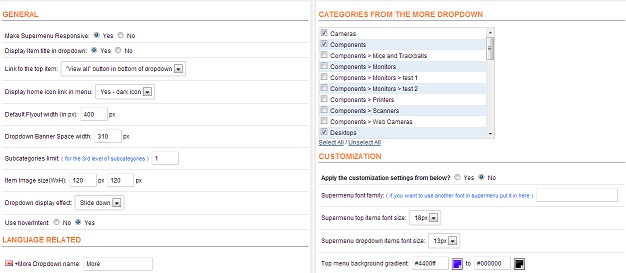 GENERAL
Make Supermenu Responsive: Yes No
Display item title in dropdown: Yes No
Link to the top item: "View all" button in bottom of dropdown
Display home icon link in menu: Yes - dark icon
Default Flyout width (in px): 400 px
Dropdown Banner Space width: 310 px
Subcategories limit: ( for the 3rd level of subcategories ) 1
Item Image size(WxH): 120 px 120 px
Dropdown display effect: Slide down
Use hoverintent: No Yes
LANGUAGE RELATED
+More Dropdown name: More
CATEGORIES FROM THE MORE DROPDOWN
Cameras
Components
Components > Mice and Trackballs
Components > Monitors
Components > Monitors > test 1
Components > Monitors > test 2
Components > Printers
Components > Scanners
Components > Web Cameras
Desktops
Select All / Unselect All
CUSTOMIZATION
Apply the customization settings from below? Yes No
Supermenu font family: ( if you want to use another font in supermenu put it in here )
Supermenu top items font size: 18px
Supermenu dropdown items font size: 13px
Top menu background gradient: #4400ff to #000000